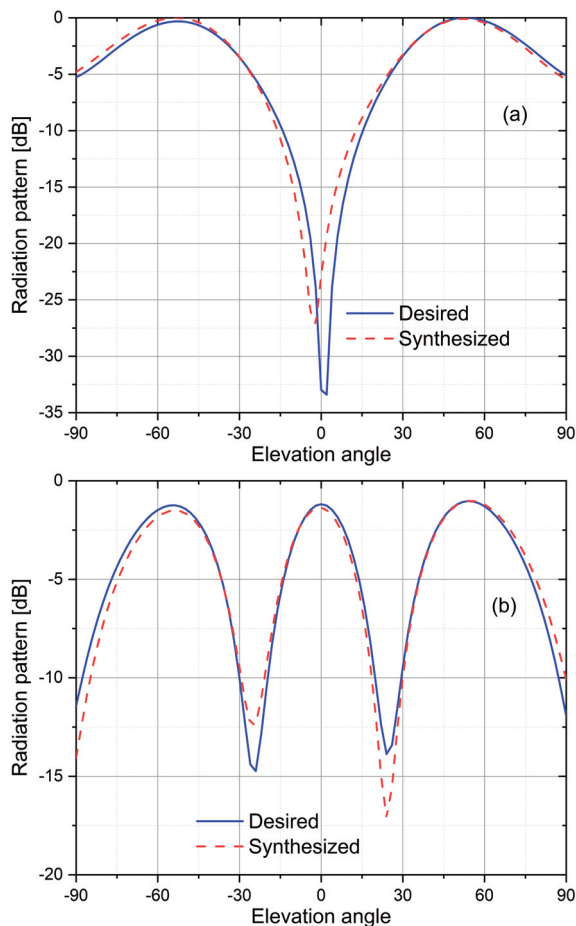 0
-5
-10
-15
-20
-25
-30
-35
Radiation pattern [dB]
(a)
Desired
Synthesized
-90 -60 -30 0 30 60 90
Elevation angle
0
-5
-10
-15
-20
Radiation pattern [dB]
(b)
Desired
Synthesized
-90 -60 -30 0 30 60 90
Elevation angle